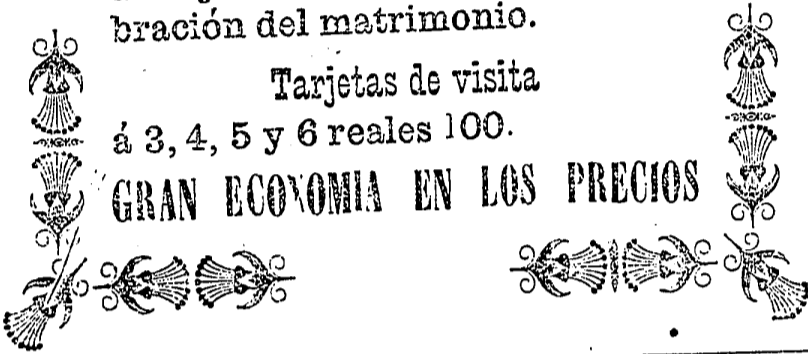 bración del matrimonio.
Tarjetas de visita
á 3, 4, 5 y 6 reales 100.
GRAN ECONOMIA EN LOS PRECIOS